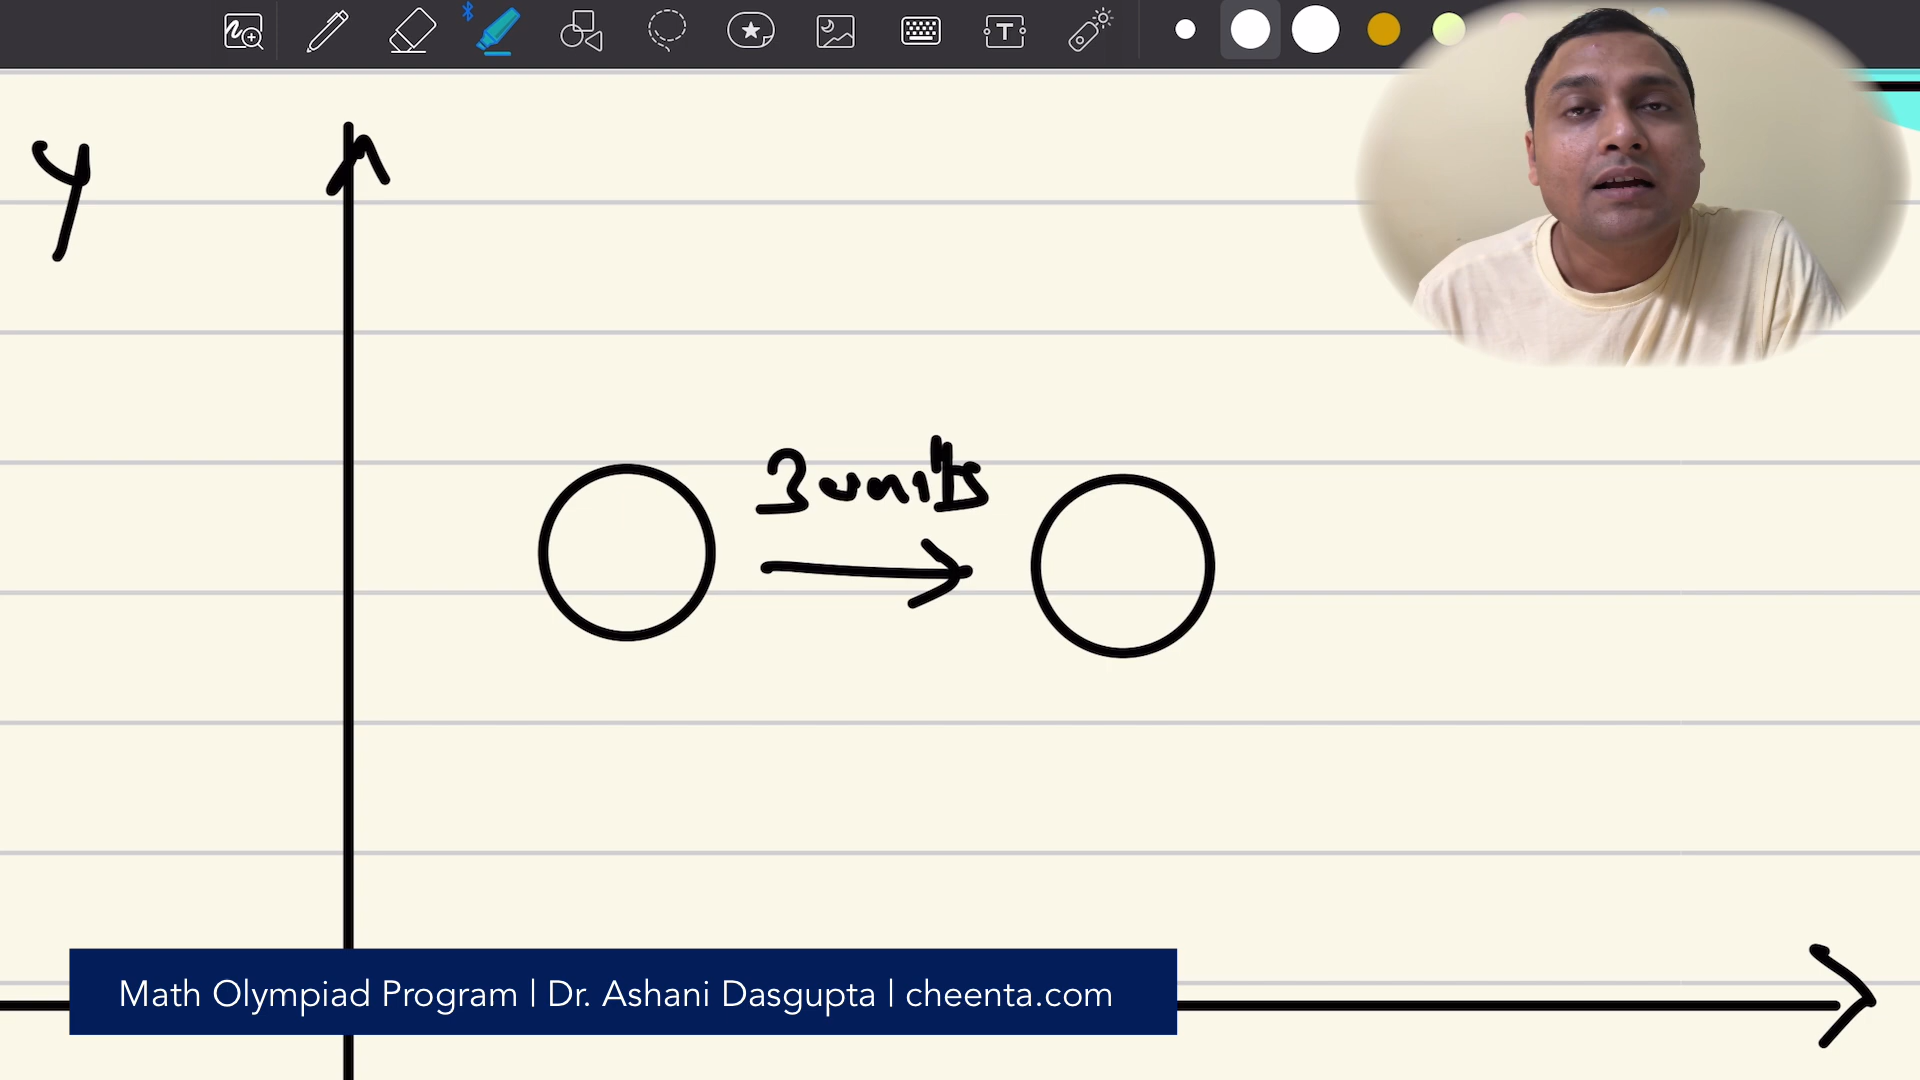 y
3 units
Math Olympiad Program | Dr. Ashani Dasgupta | cheenta.com